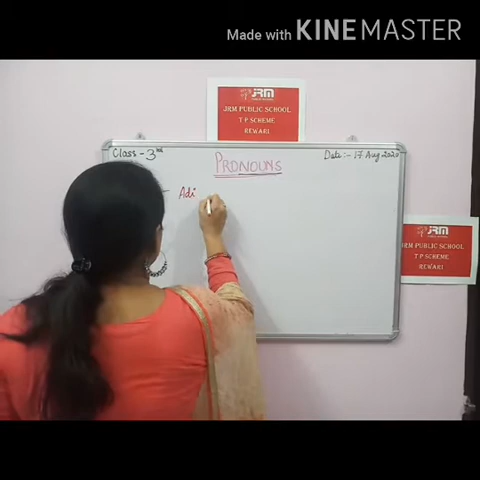 Made with KINEMASTER
JRM
JRM PUBLIC SCHOOL
T P SCHEME
REWARI
Class - 3rd
PRONOUNS
Date :- 17 Aug 2020
Adi
JRM
JRM PUBLIC SCHOOL
T P SCHEME
REWARI